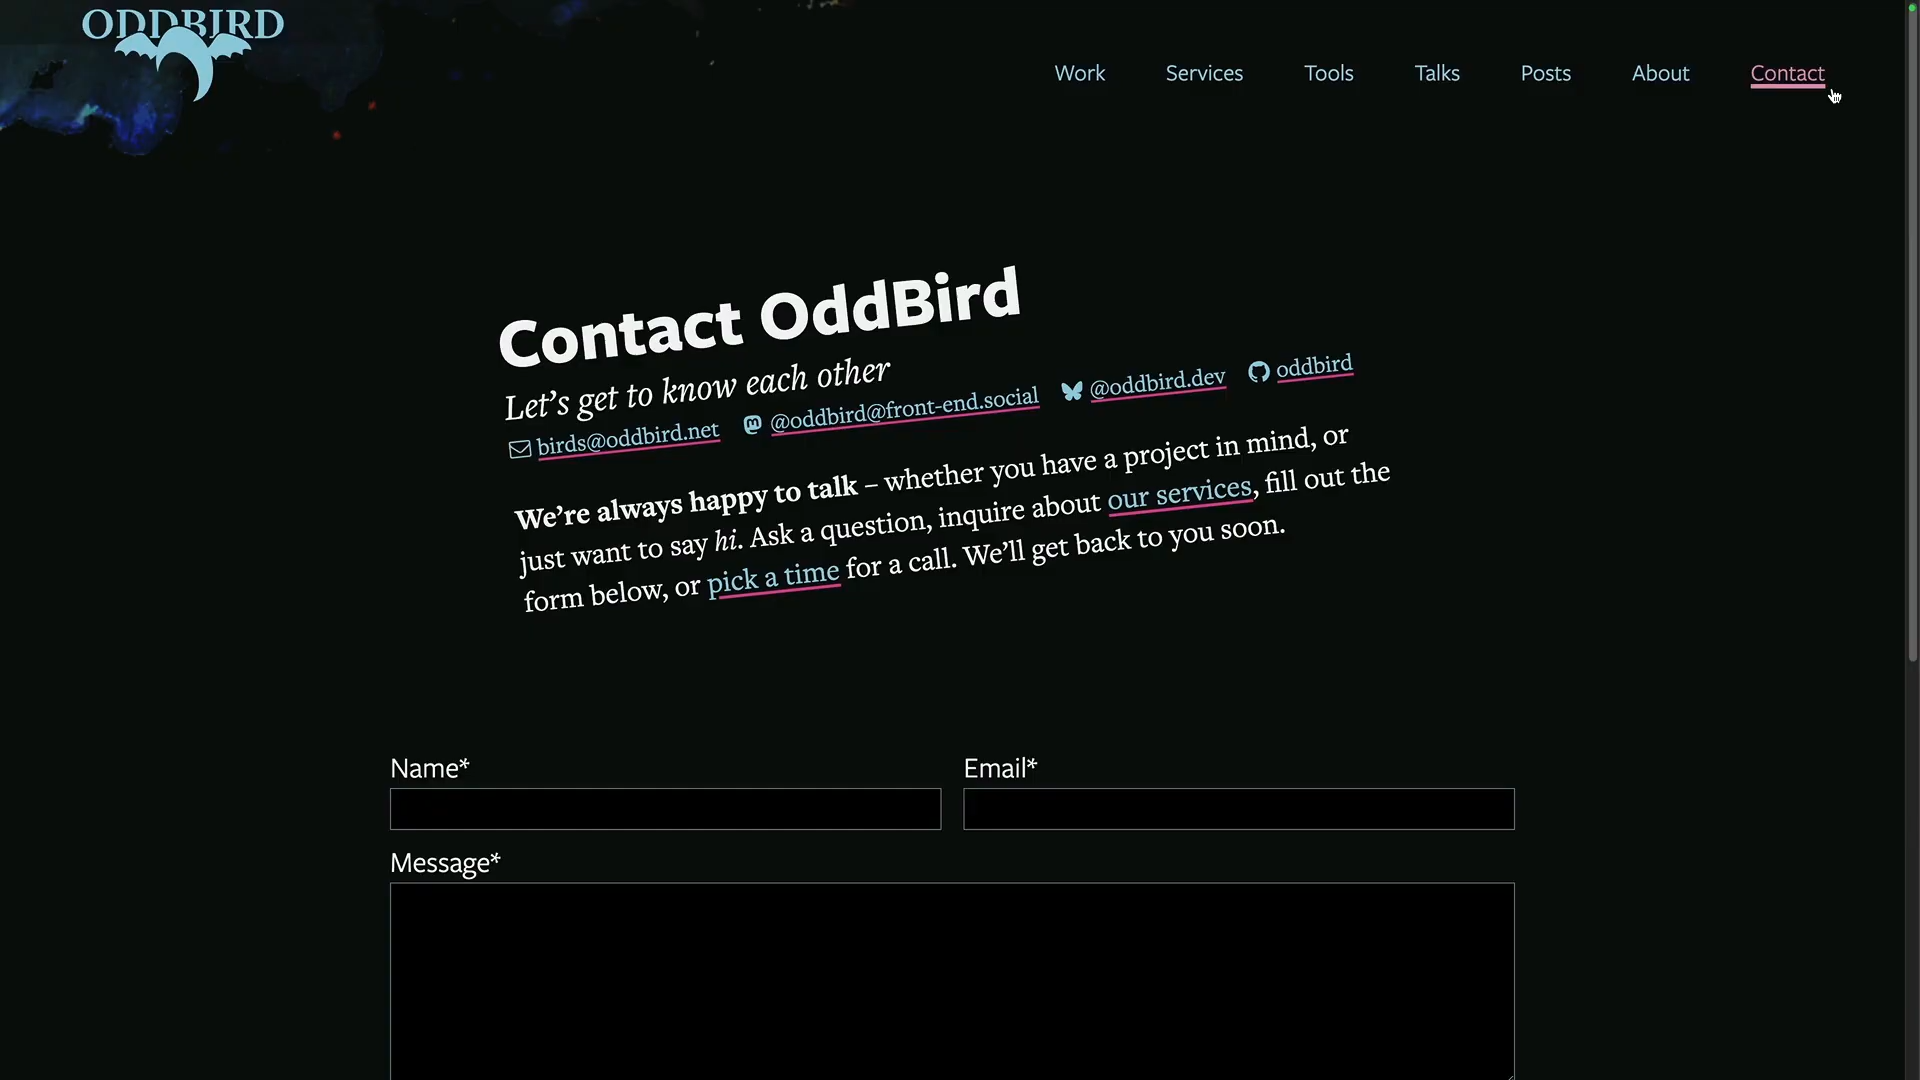 ODDBIRD
Work Services Tools Talks Posts About Contact
Contact OddBird
Let’s get to know each other
birds@oddbird.net @oddbird@front-end.social @oddbird.dev oddbird
We’re always happy to talk – whether you have a project in mind, or
just want to say hi. Ask a question, inquire about our services, fill out the
form below, or pick a time for a call. We’ll get back to you soon.
Name* Email*
Message*